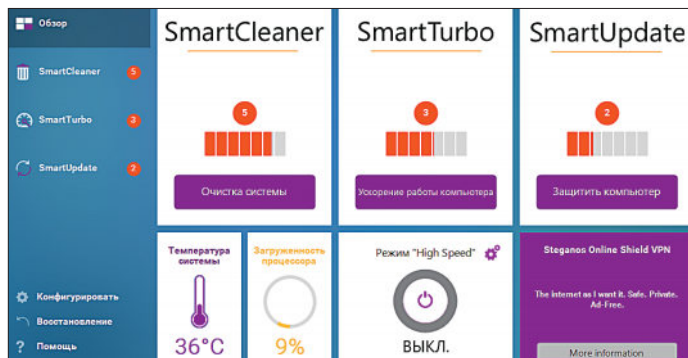 Обзор
SmartCleaner
5
SmartTurbo
3
SmartUpdate
2
Конфигурировать
Восстановление
? Помощь
SmartCleaner
5
Очистка системы
SmartTurbo
3
Ускорение работы компьютера
SmartUpdate
2
Защитить компьютер
Температура
системы
36°C
Загруженность
процессора
9%
Режим "High Speed"
ВЫКЛ.
Steganos Online Shield VPN
The internet as I want it. Safe. Private.
Ad-Free.
More information